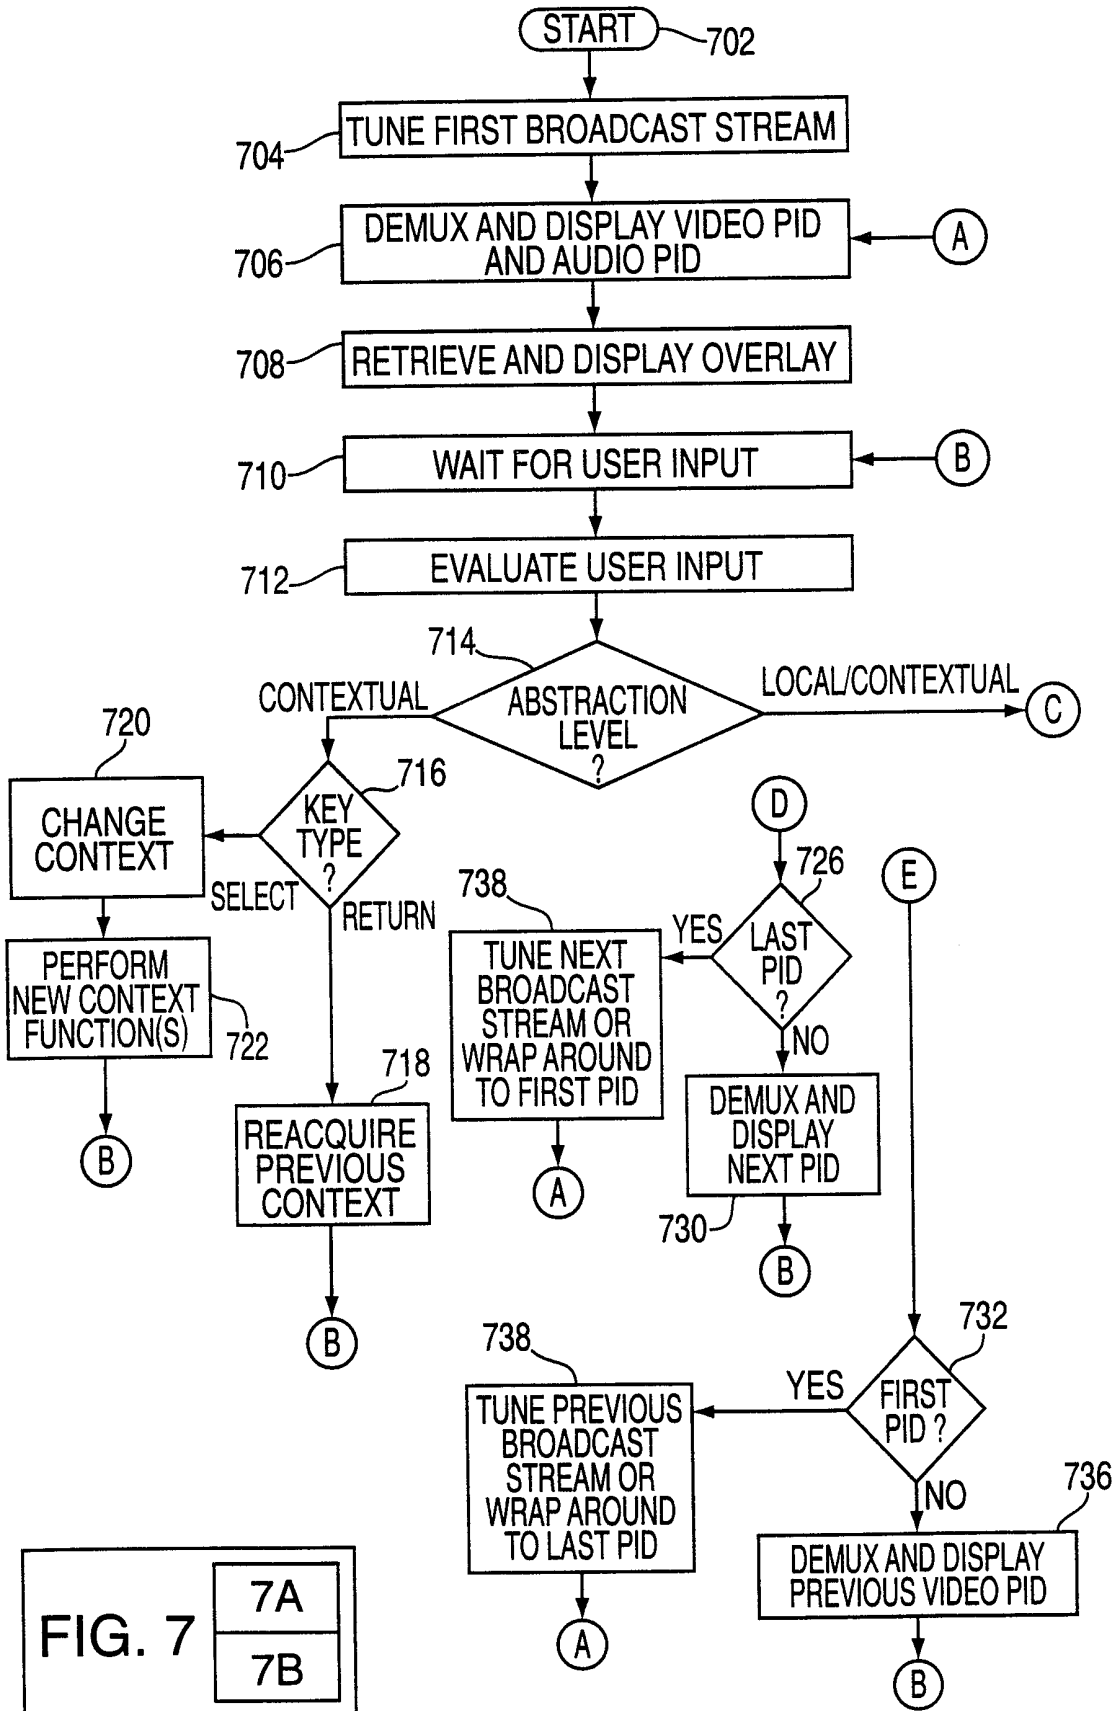 START
702
704
TUNE FIRST BROADCAST STREAM
706
DEMUX AND DISPLAY VIDEO PID
AND AUDIO PID
A
708
RETRIEVE AND DISPLAY OVERLAY
710
WAIT FOR USER INPUT
B
712
EVALUATE USER INPUT
714
ABSTRACTION
LEVEL
?
CONTEXTUAL
LOCAL/CONTEXTUAL
C
716
KEY
TYPE
?
SELECT
RETURN
720
CHANGE
CONTEXT
PERFORM
NEW CONTEXT
FUNCTION(S)
722
B
718
REACQUIRE
PREVIOUS
CONTEXT
B
D
726
LAST
PID
?
YES
NO
738
TUNE NEXT
BROADCAST
STREAM OR
WRAP AROUND
TO FIRST PID
A
DEMUX AND
DISPLAY
NEXT PID
730
B
E
732
FIRST
PID ?
YES
NO
738
TUNE PREVIOUS
BROADCAST
STREAM OR
WRAP AROUND
TO LAST PID
A
736
DEMUX AND DISPLAY
PREVIOUS VIDEO PID
B
FIG. 7
7A
7B